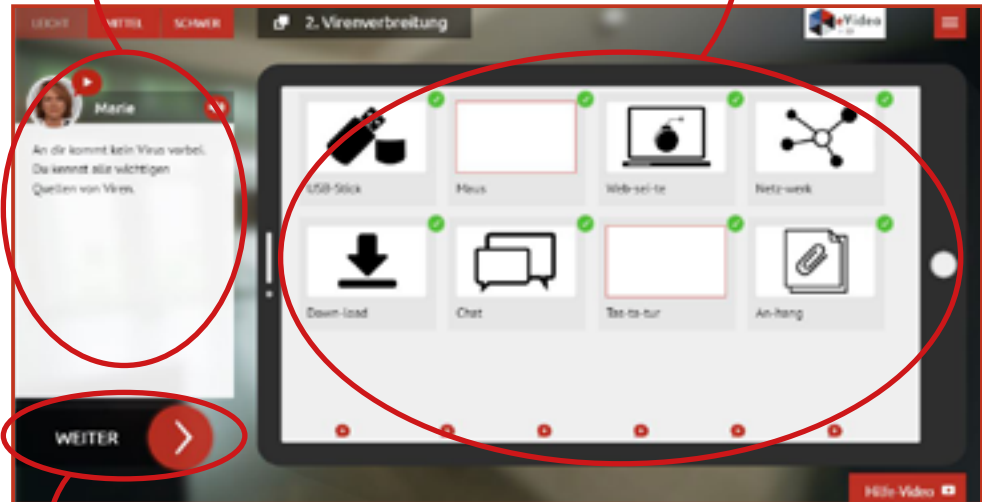 LEICHT MITTEL SCHWER
2. Virenverbreitung
eVideo
Marie
An dir kommt kein Virus vorbei.
Du kennst alle wichtigen
Quellen von Viren.
USB-Stick
Maus
Web-sei-te
Netz-werk
Down-load
Chat
Tas-ta-tur
An-hang
WEITER
Hilfe-Video